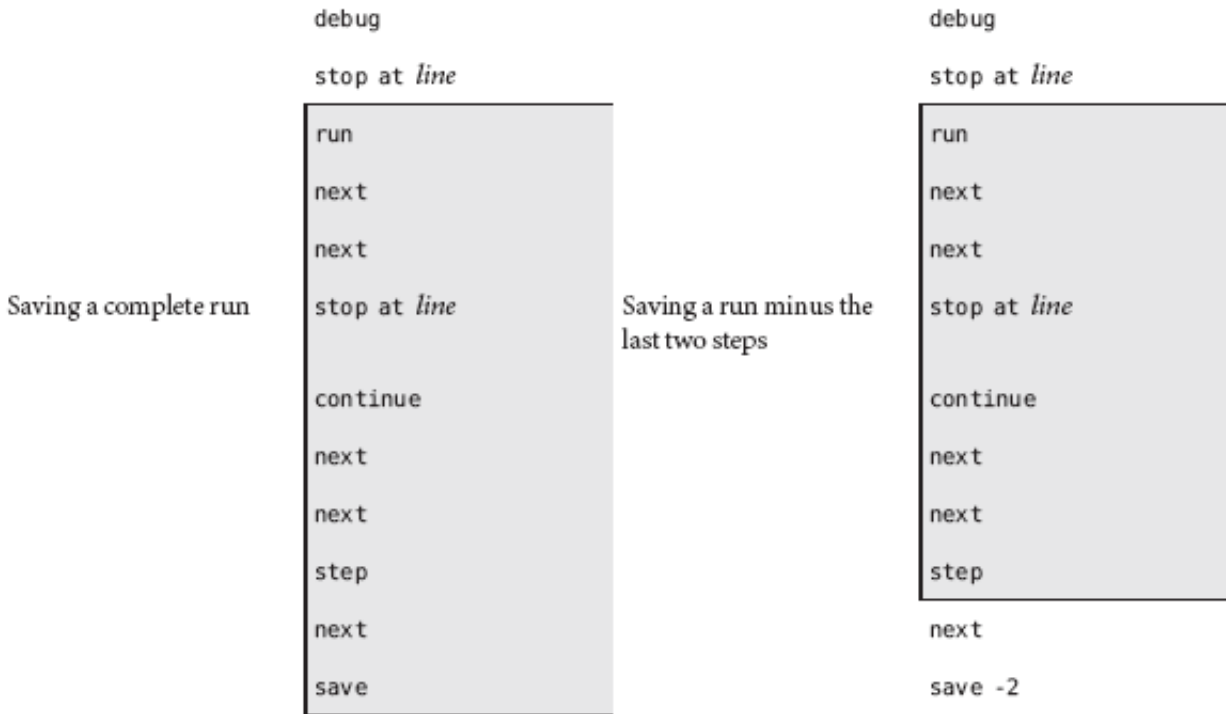 debug
stop at line
run
next
next
Saving a complete run
stop at line
continue
next
next
step
next
save
debug
stop at line
run
next
next
Saving a run minus the
last two steps
stop at line
continue
next
next
step
next
save -2